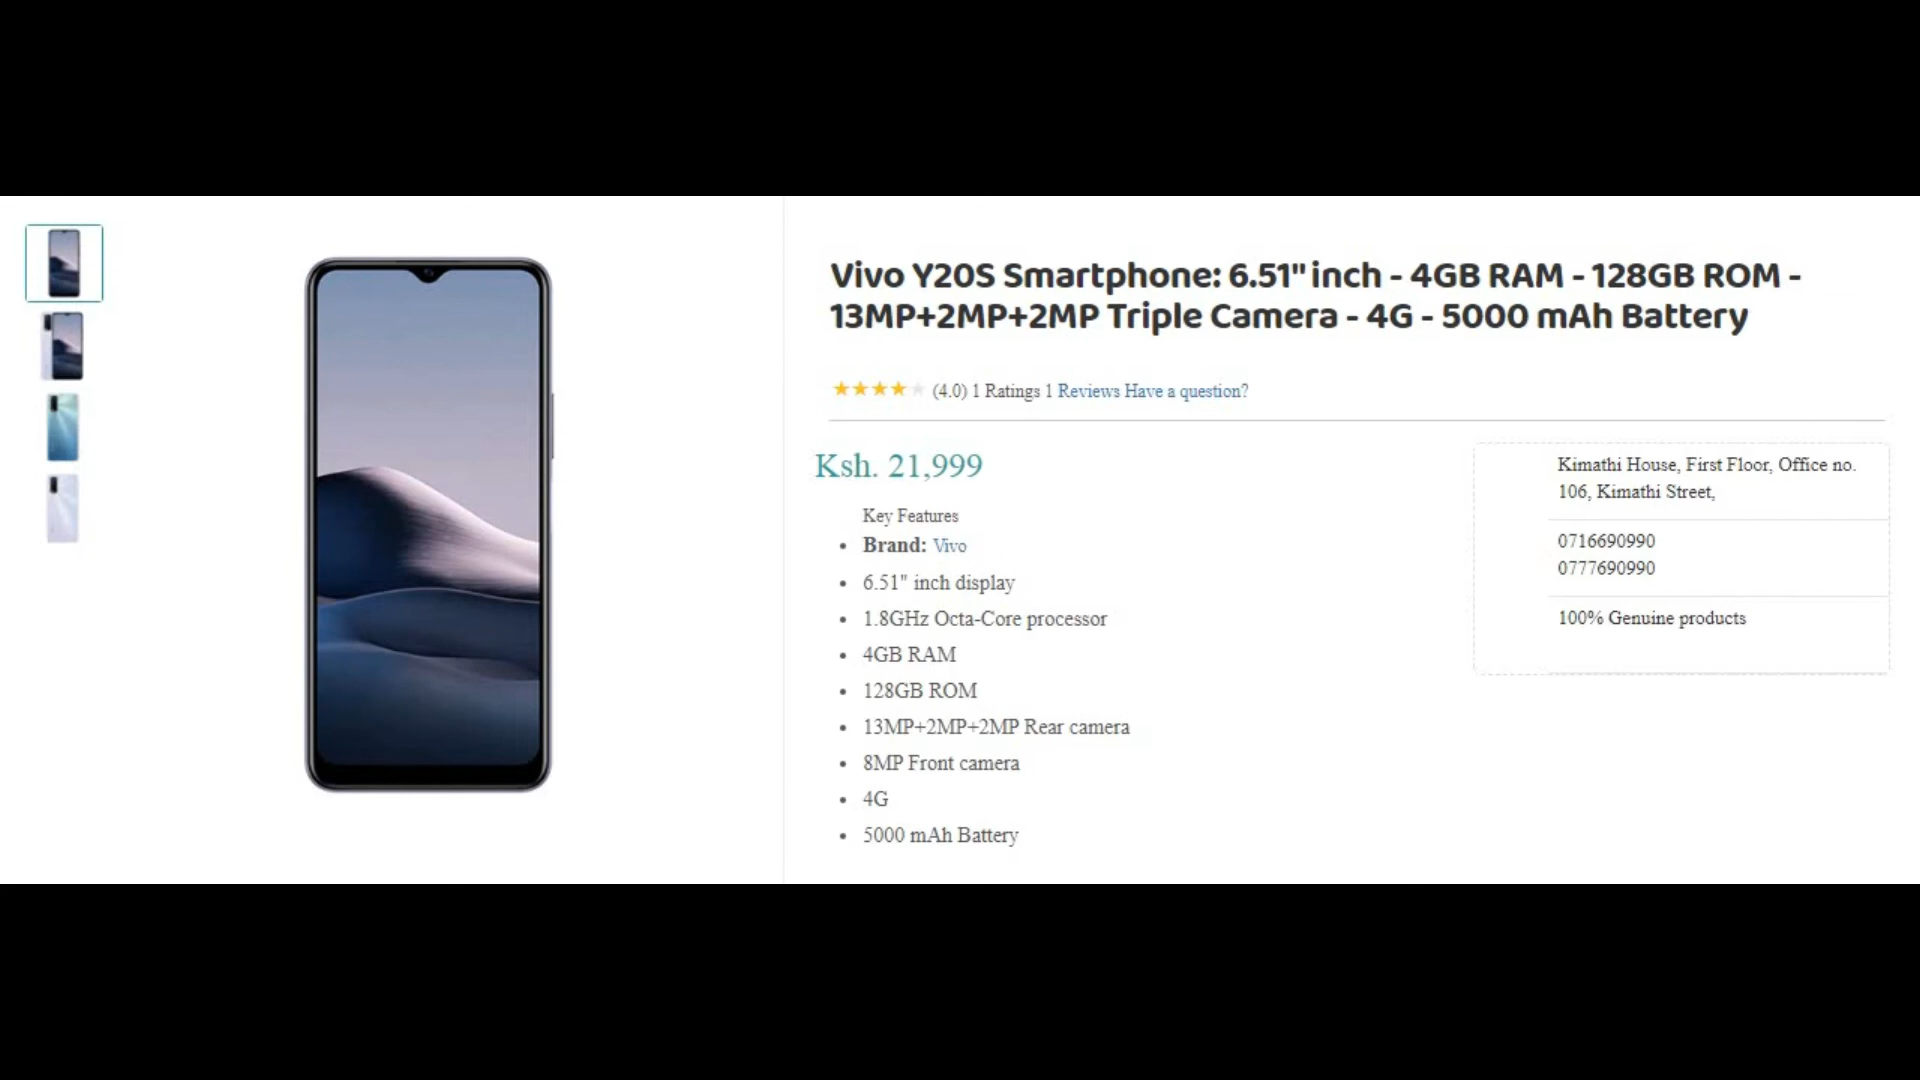 Vivo Y20S Smartphone: 6.51" inch - 4GB RAM - 128GB ROM -
13MP+2MP+2MP Triple Camera - 4G - 5000 mAh Battery
(4.0) 1 Ratings 1 Reviews Have a question?
Ksh. 21,999
Key Features
Brand: Vivo
6.51" inch display
1.8GHz Octa-Core processor
4GB RAM
128GB ROM
13MP+2MP+2MP Rear camera
8MP Front camera
4G
5000 mAh Battery
Kimathi House, First Floor, Office no.
106, Kimathi Street,
0716690990
0777690990
100% Genuine products